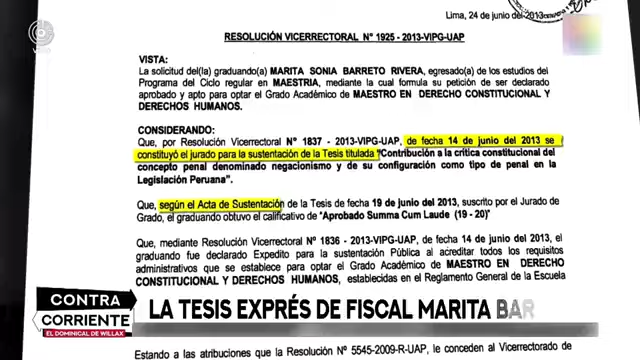 Lima, 24 de junio del 2013
RESOLUCIÓN VICERRECTORAL N° 1925 - 2013-VIPG-UAP
VISTA:
La solicitud del(la) graduando(a) MARITA SONIA BARRETO RIVERA, egresado(a) de los estudios del
Programa del Ciclo regular en MAESTRIA, mediante la cual formula su petición de ser declarado
aprobado y apto para optar el Grado Académico de MAESTRO EN DERECHO CONSTITUCIONAL Y
DERECHOS HUMANOS.
CONSIDERANDO:
Que, por Resolución Vicerrectoral N° 1837 - 2013-VIPG-UAP, de fecha 14 de junio del 2013 se
constituyó el jurado para la sustentación de la Tesis titulada "Contribución a la crítica constitucional del
concepto penal denominado negacionismo y de su configuración como tipo de penal en la
Legislación Peruana".
Que, según el Acta de Sustentación de la Tesis de fecha 19 de junio del 2013, suscrito por el Jurado de
Grado, el graduando obtuvo el calificativo de "Aprobado Summa Cum Laude (19 - 20)"
Que, mediante Resolución Vicerrectoral N° 1836 - 2013-VIPG-UAP, de fecha 14 de junio del 2013, el
graduando fue declarado Expedito para la sustentación Pública al acreditar todos los requisitos
administrativos que se establece para optar el Grado Académico de MAESTRO EN DERECHO
CONSTITUCIONAL Y DERECHOS HUMANOS, establecidas en el Reglamento General de la Escuela
CONTRA
CORRIENTE
EL DOMINICAL DE WILLAX
LA TESIS EXPRÉS DE FISCAL MARITA BAR
Estando a las atribuciones que la Resolución N° 5545-2009-R-UAP, le conceden al Vicerrectorado de